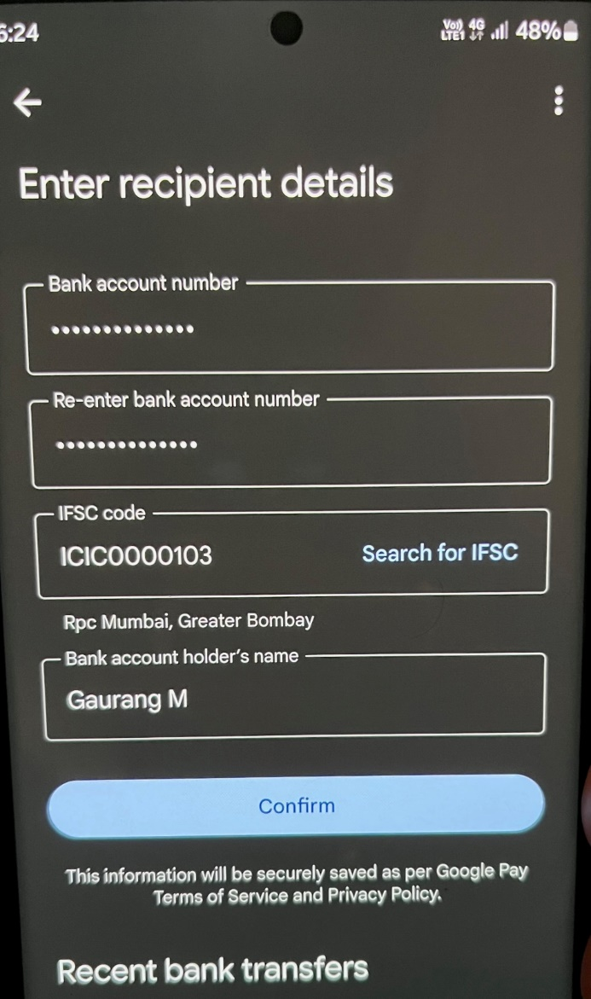 6:24
Vo)) 4G 48%
LTE1
Enter recipient details
Bank account number
••••••••••••••
Re-enter bank account number
••••••••••••••
IFSC code
ICIC0000103 Search for IFSC
Rpc Mumbai, Greater Bombay
Bank account holder's name
Gaurang M
Confirm
This information will be securely saved as per Google Pay
Terms of Service and Privacy Policy.
Recent bank transfers